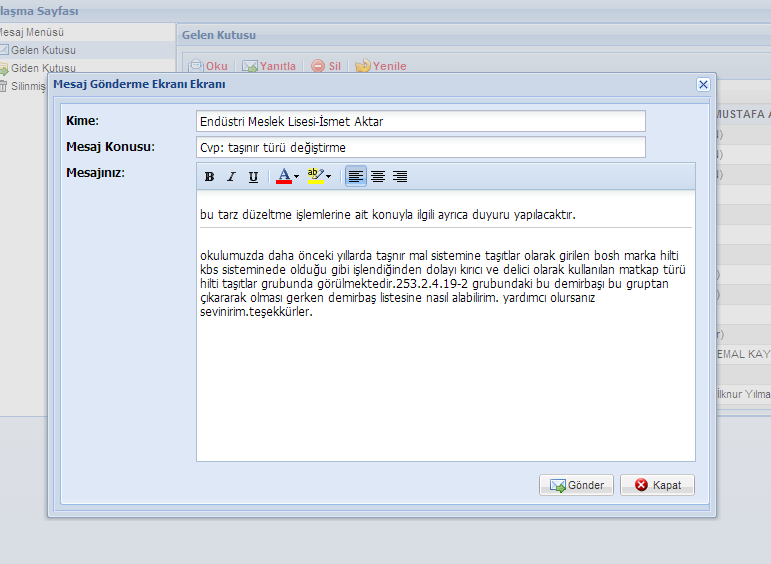 laşma Sayfası
Mesaj Menüsü
Gelen Kutusu
Giden Kutusu
Silinmiş
Gelen Kutusu
Oku Yanıtla Sil Yenile
Mesaj Gönderme Ekranı Ekranı
Kime: Endüstri Meslek Lisesi-İsmet Aktar
Mesaj Konusu: Cvp: taşınır türü değiştirme
Mesajınız:
B I U A ab
bu tarz düzeltme işlemlerine ait konuyla ilgili ayrıca duyuru yapılacaktır.
okulumuzda daha önceki yıllarda taşnır mal sistemine taşıtlar olarak girilen bosh marka hilti
kbs sisteminede olduğu gibi işlendiğinden dolayı kırıcı ve delici olarak kullanılan matkap türü
hilti taşıtlar grubunda görülmektedir.253.2.4.19-2 grubundaki bu demirbaşı bu gruptan
çıkararak olması gerken demirbaş listesine nasıl alabilirim. yardımcı olursanız
sevinirim.teşekkürler.
Gönder Kapat
MUSTAFA A
EMAL KAY
İlknur Yılma